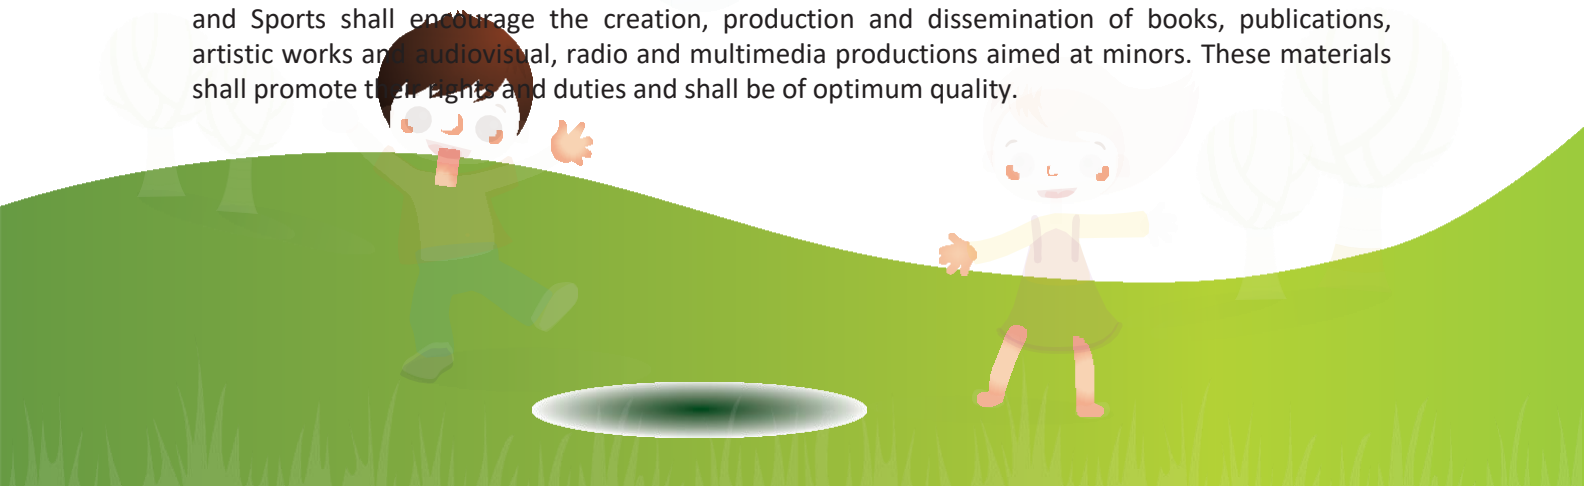 and Sports shall encourage the creation, production and dissemination of books, publications,
artistic works and audiovisual, radio and multimedia productions aimed at minors. These materials
shall promote their rights and duties and shall be of optimum quality.